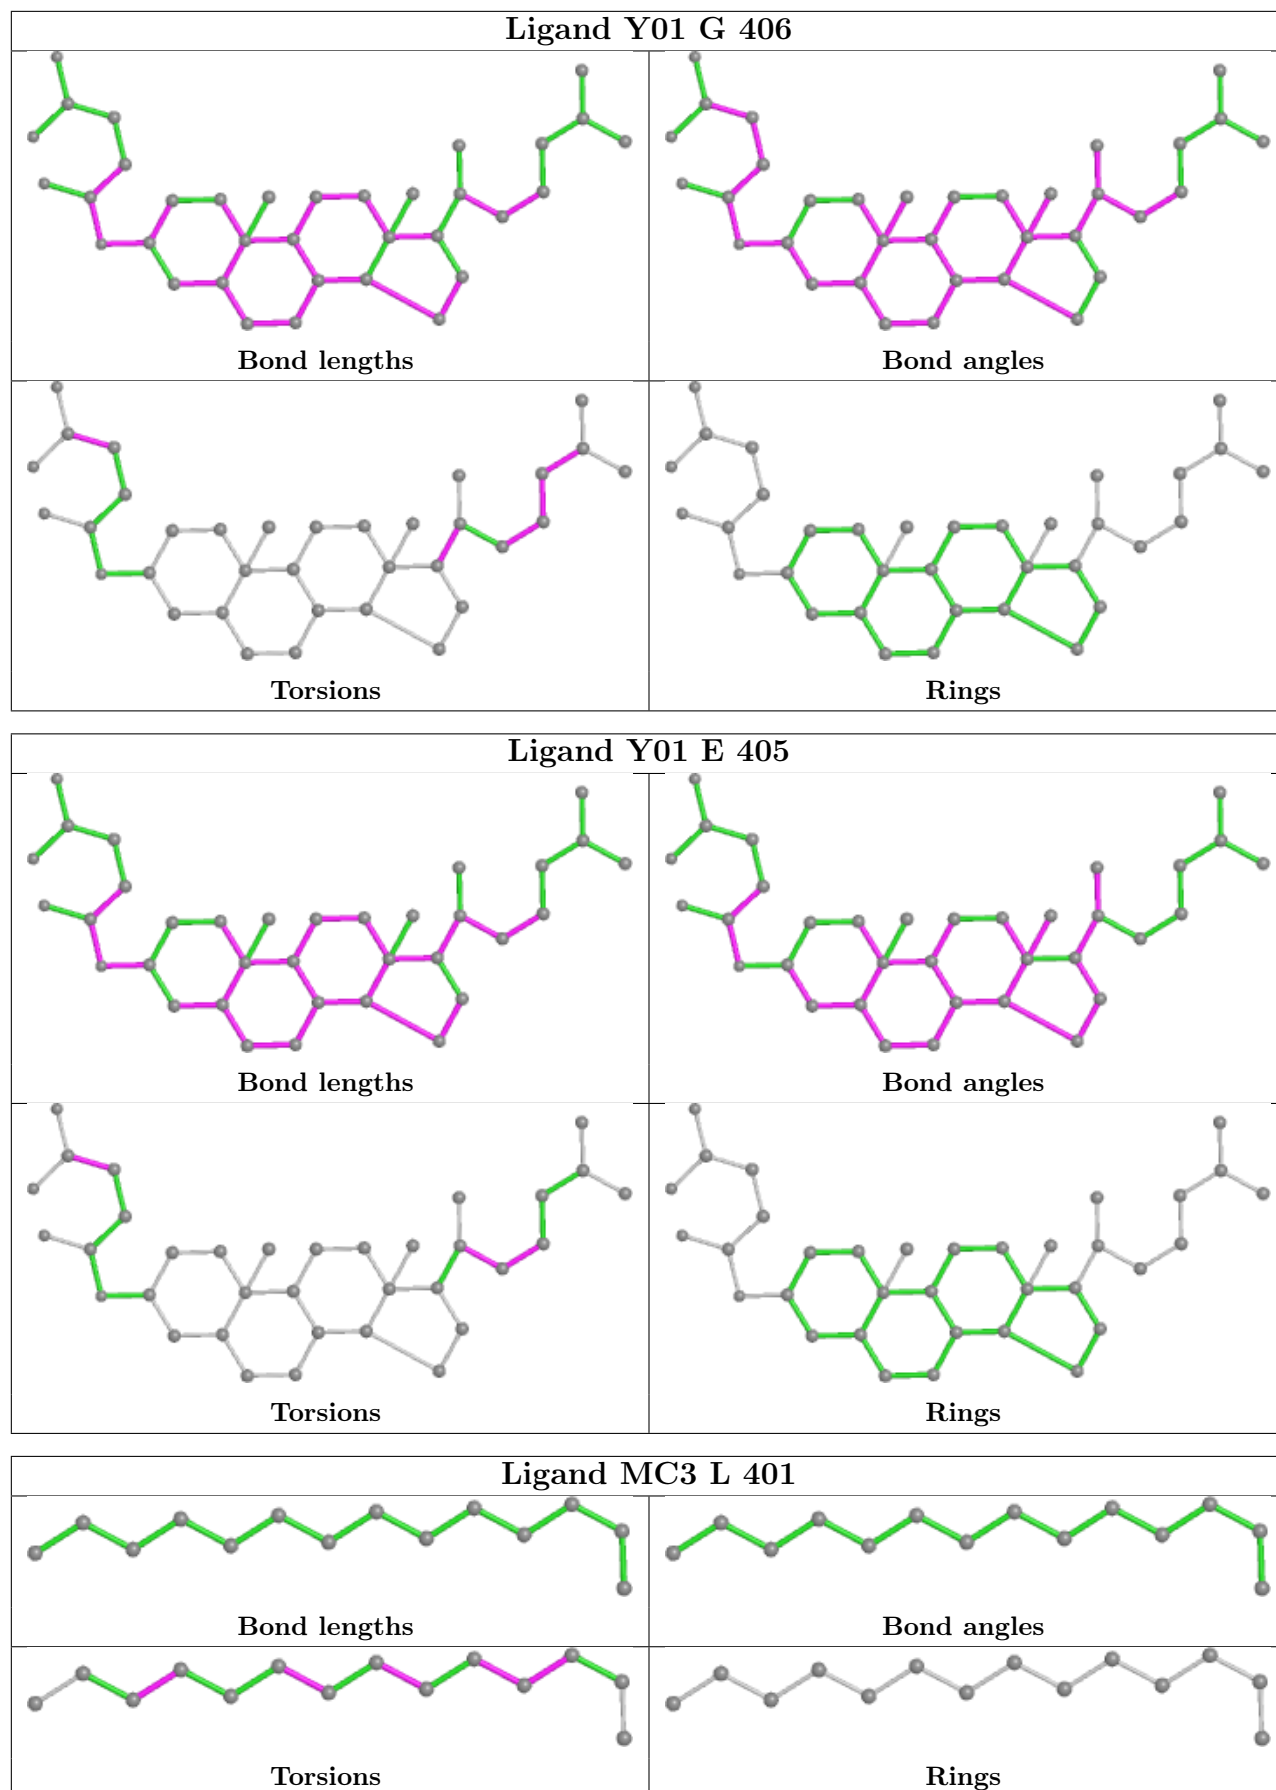 Ligand Y01 G 406
Bond lengths
Bond angles
Torsions
Rings
Ligand Y01 E 405
Bond lengths
Bond angles
Torsions
Rings
Ligand MC3 L 401
Bond lengths
Bond angles
Torsions
Rings